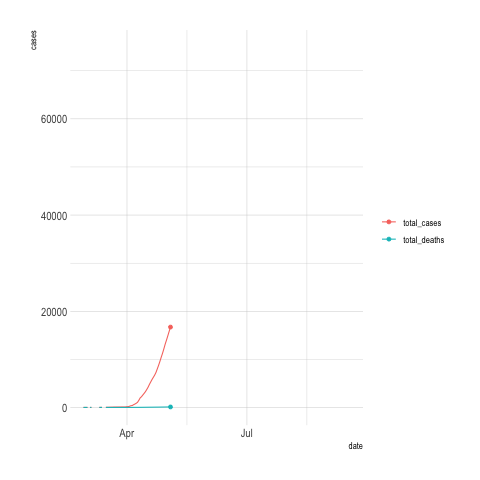 cases
60000
40000
20000
0
total_cases
total_deaths
Apr
Jul
date